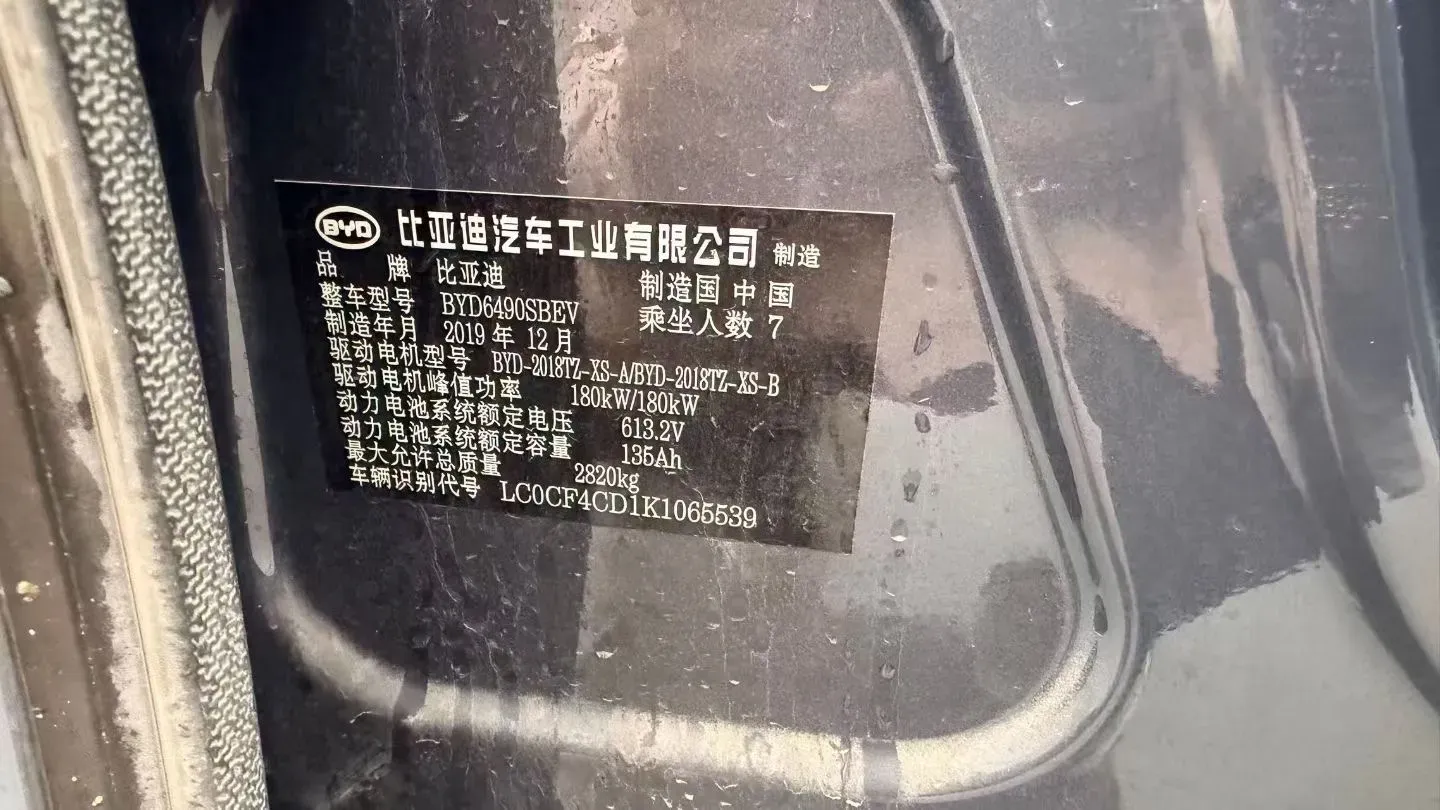 BYD 比亚迪汽车工业有限公司 制造
品 牌 比亚迪 制造国 中国
整车型号 BYD6490SBEV 乘坐人数 7
制造年月 2019 年 12 月
驱动电机型号 BYD-2018TZ-XS-A/BYD-2018TZ-XS-B
驱动电机峰值功率 180kW/180kW
动力电池系统额定电压 613.2V
动力电池系统额定容量 135Ah
最大允许总质量 2820kg
车辆识别代号 LC0CF4CD1K1065539